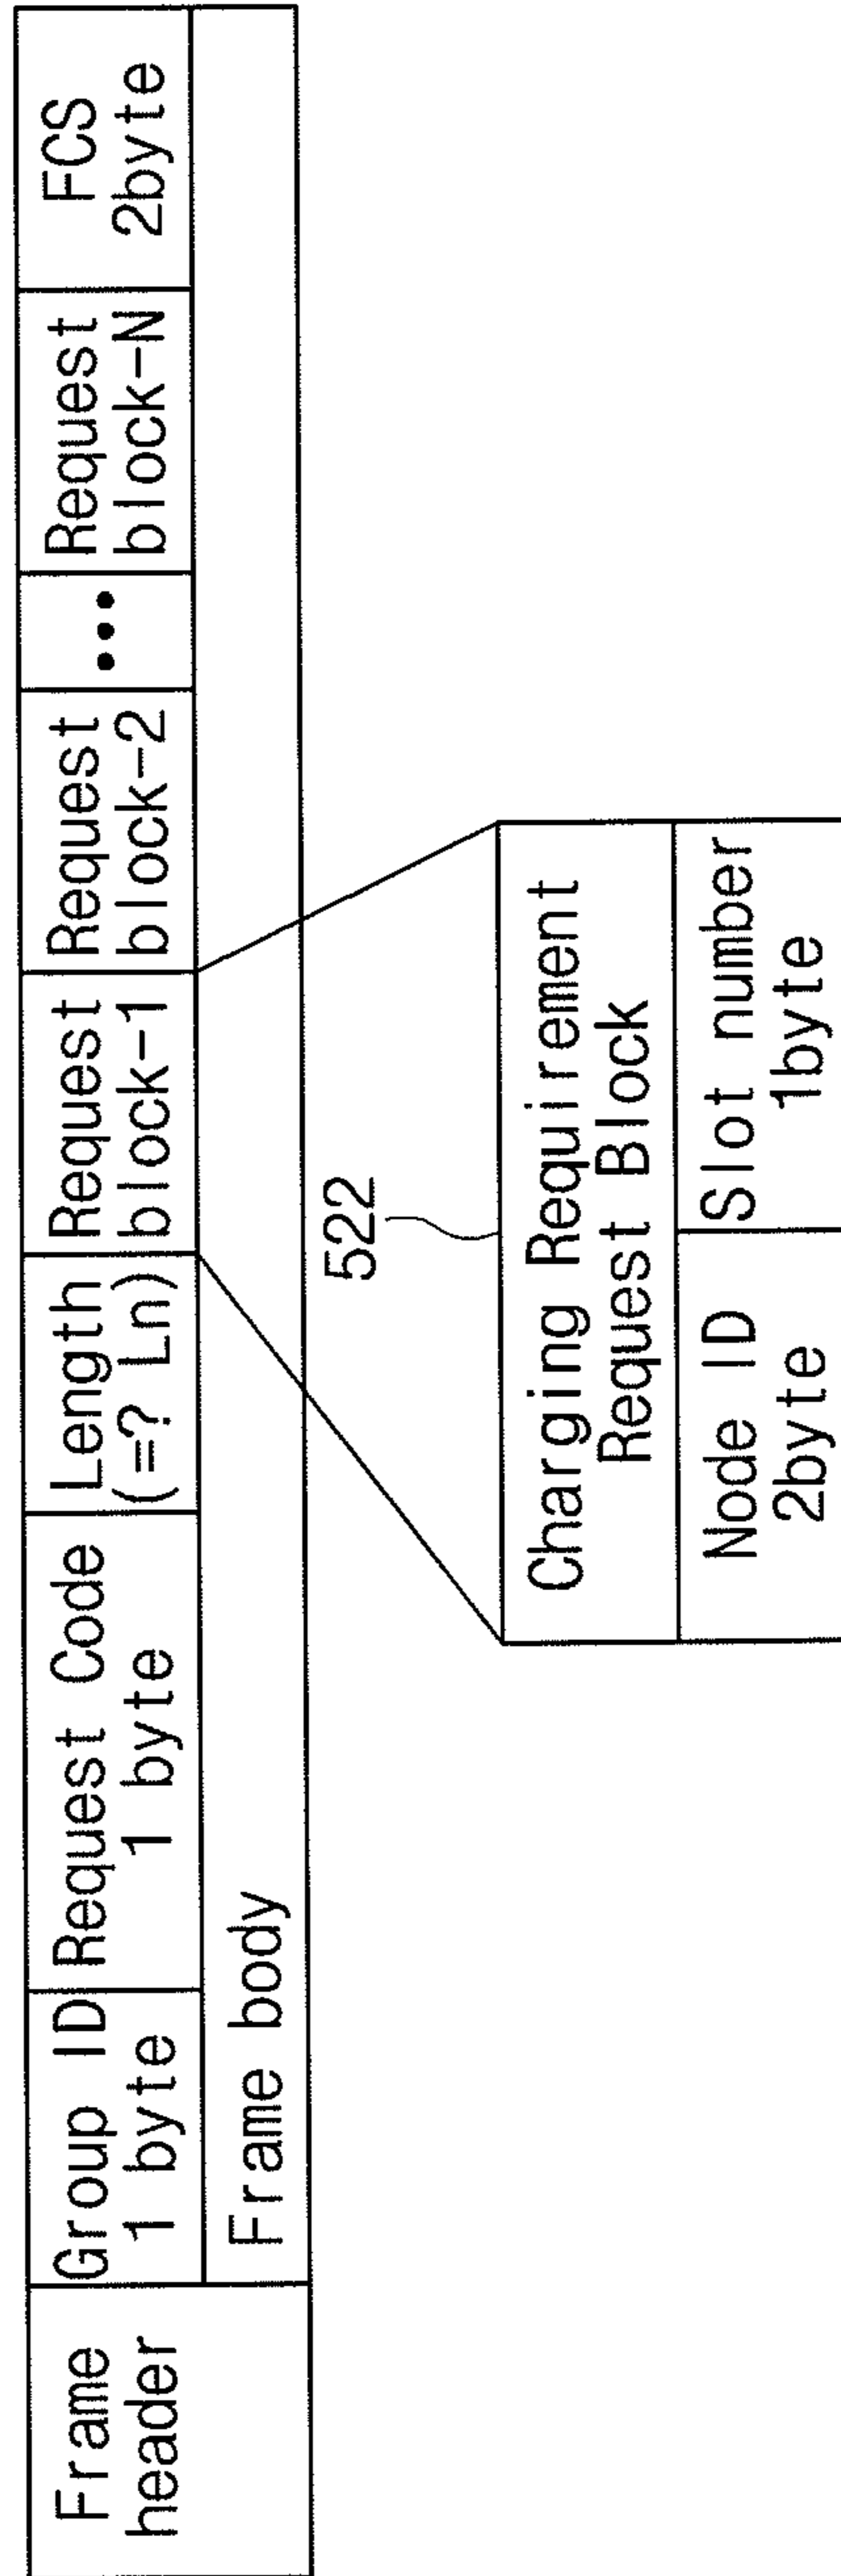 Frame
header
Group ID
1 byte
Request Code
1 byte
Length
(=? Ln)
Request
block-1
Request
block-2
•••
Request
block-N
FCS
2byte
Frame body
522
Charging Requirement
Request Block
Node ID
2byte
Slot number
1byte